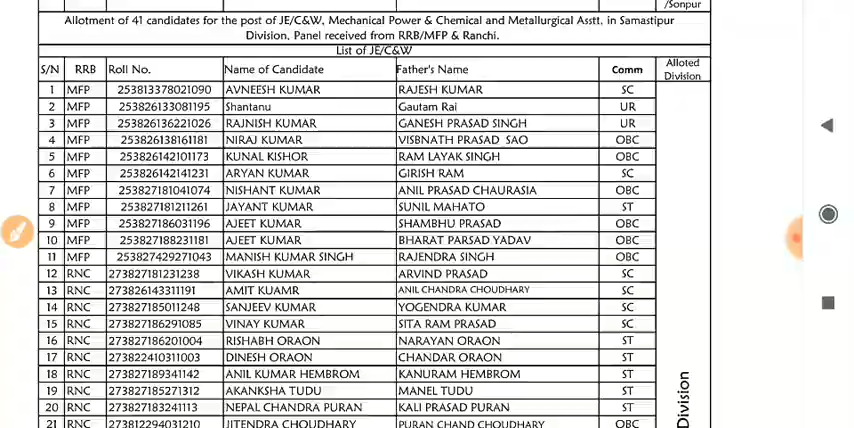 /Sonpur
Allotment of 41 candidates for the post of JE/C&W, Mechanical Power & Chemical and Metallurgical Asstt, in Samastipur
Division, Panel received from RRB/MFP & Ranchi.
List of JE/C&W
S/N RRB Roll No. Name of Candidate Father's Name Comm Alloted Division
1 MFP 253813378021090 AVNEESH KUMAR RAJESH KUMAR SC
2 MFP 253826133081195 Shantanu Gautam Rai UR
3 MFP 253826136221026 RAJNISH KUMAR GANESH PRASAD SINGH UR
4 MFP 253826138161181 NIRAJ KUMAR VISBNATH PRASAD SAO OBC
5 MFP 253826142101173 KUNAL KISHOR RAM LAYAK SINGH OBC
6 MFP 253826142141231 ARYAN KUMAR GIRISH RAM SC
7 MFP 253827181041074 NISHANT KUMAR ANIL PRASAD CHAURASIA OBC
8 MFP 253827181211261 JAYANT KUMAR SUNIL MAHATO ST
9 MFP 253827186031196 AJEET KUMAR SHAMBHU PRASAD OBC
10 MFP 253827188231181 AJEET KUMAR BHARAT PARSAD YADAV OBC
11 MFP 253827429271043 MANISH KUMAR SINGH RAJENDRA SINGH OBC
12 RNC 273827181231238 VIKASH KUMAR ARVIND PRASAD SC
13 RNC 273826143311191 AMIT KUAMR ANIL CHANDRA CHOUDHARY SC
14 RNC 273827185011248 SANJEEV KUMAR YOGENDRA KUMAR SC
15 RNC 273827186291085 VINAY KUMAR SITA RAM PRASAD SC
16 RNC 273827186201004 RISHABH ORAON NARAYAN ORAON ST
17 RNC 273822410311003 DINESH ORAON CHANDAR ORAON ST
18 RNC 273827189341142 ANIL KUMAR HEMBROM KANURAM HEMBROM ST
19 RNC 273827185271312 AKANKSHA TUDU MANEL TUDU ST
20 RNC 273827183241113 NEPAL CHANDRA PURAN KALI PRASAD PURAN ST
21 RNC 273812294031210 JITENDRA CHOUDHARY PURAN CHAND CHOUDHARY OBC
Division